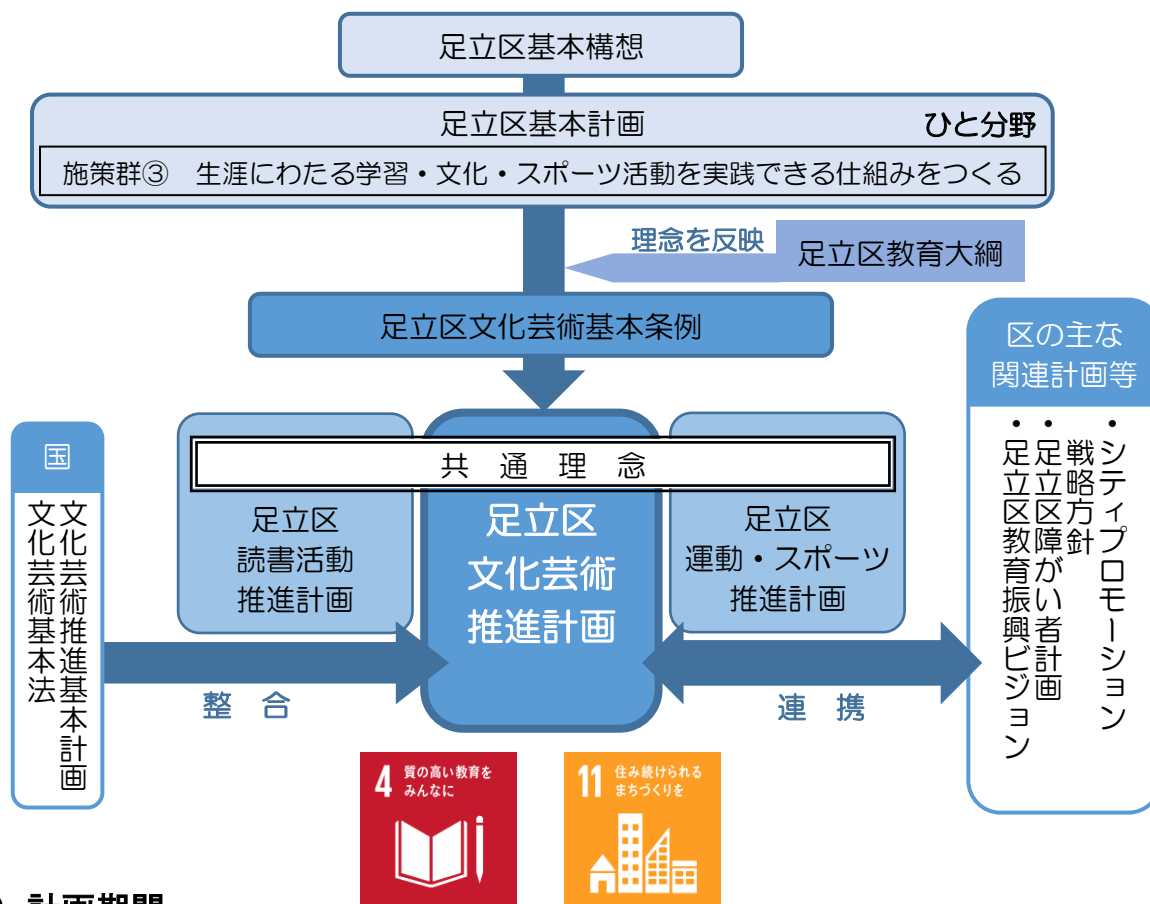 足立区基本構想
足立区基本計画
ひと分野
施策群③　生涯にわたる学習・文化・スポーツ活動を実践できる仕組みをつくる
理念を反映
足立区教育大綱
足立区文化芸術基本条例
区の主な
関連計画等
・シティプロモーション
戦略方針
・足立区障がい者計画
・足立区教育振興ビジョン
国
文化芸術推進基本計画
文化芸術基本法
共　通　理　念
足立区
読書活動
推進計画
足立区
文化芸術
推進計画
足立区
運動・スポーツ
推進計画
整　合
連　携
4 質の高い教育を
みんなに
11 住み続けられる
まちづくりを